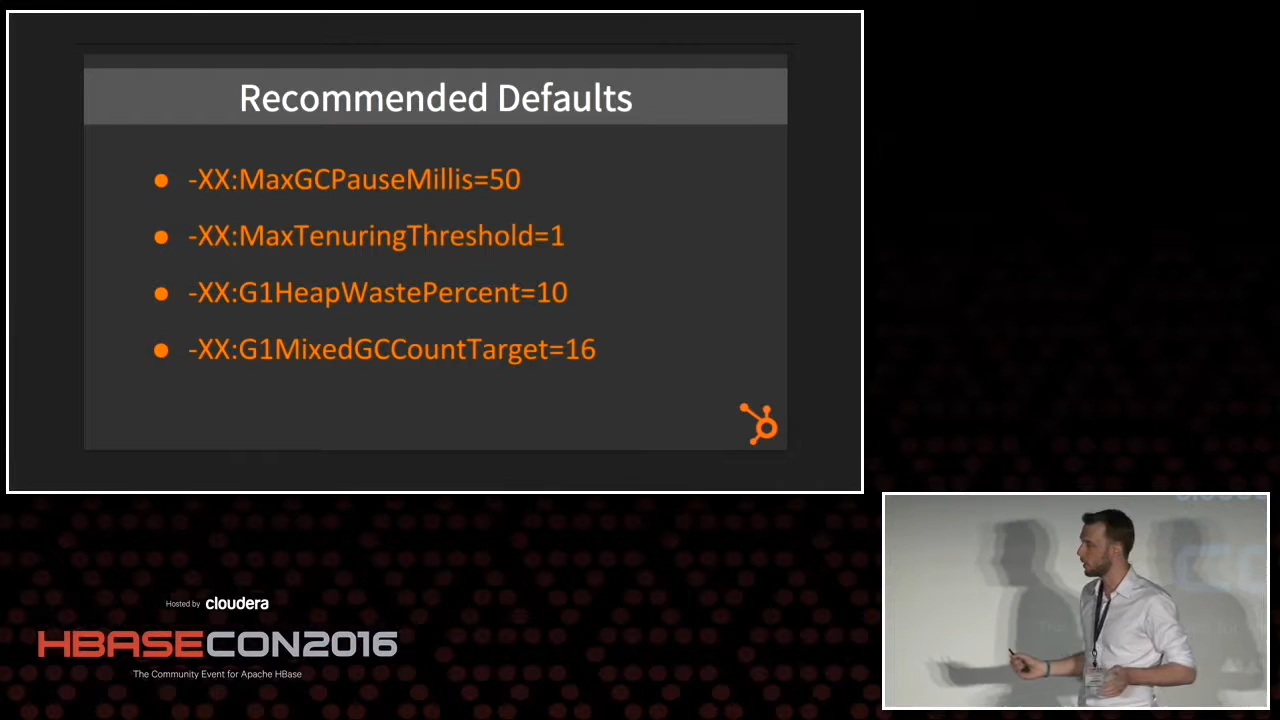 Recommended Defaults
● -XX:MaxGCPauseMillis=50
● -XX:MaxTenuringThreshold=1
● -XX:G1HeapWastePercent=10
● -XX:G1MixedGCCountTarget=16
Hosted by cloudera
HBASECON2016
The Community Event for Apache HBase